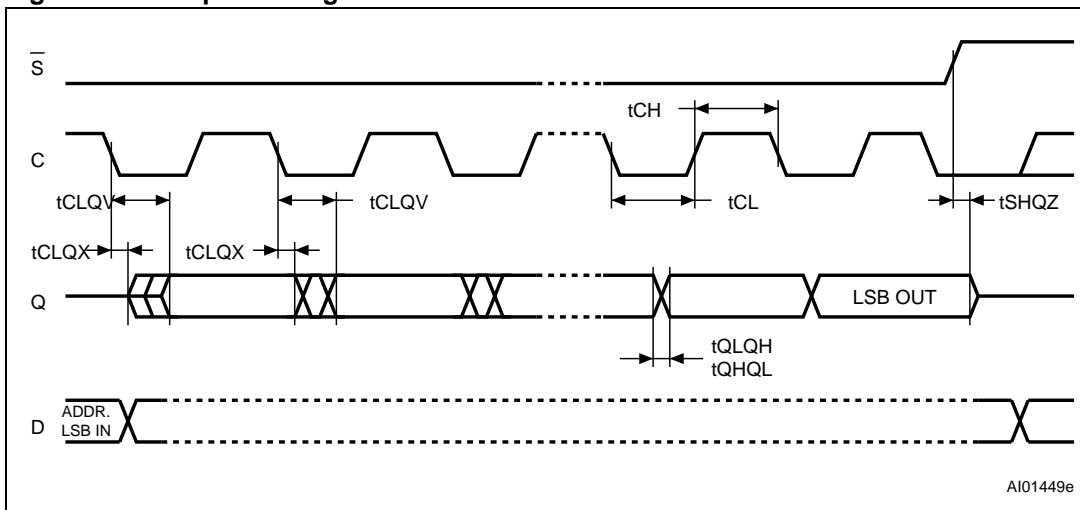 S̅
tCH
C
tCLQV
tCLQV
tCL
tSHQZ
tCLQX
tCLQX
Q
LSB OUT
tQLQH
tQHQL
ADDR.
D
LSB IN
AI01449e